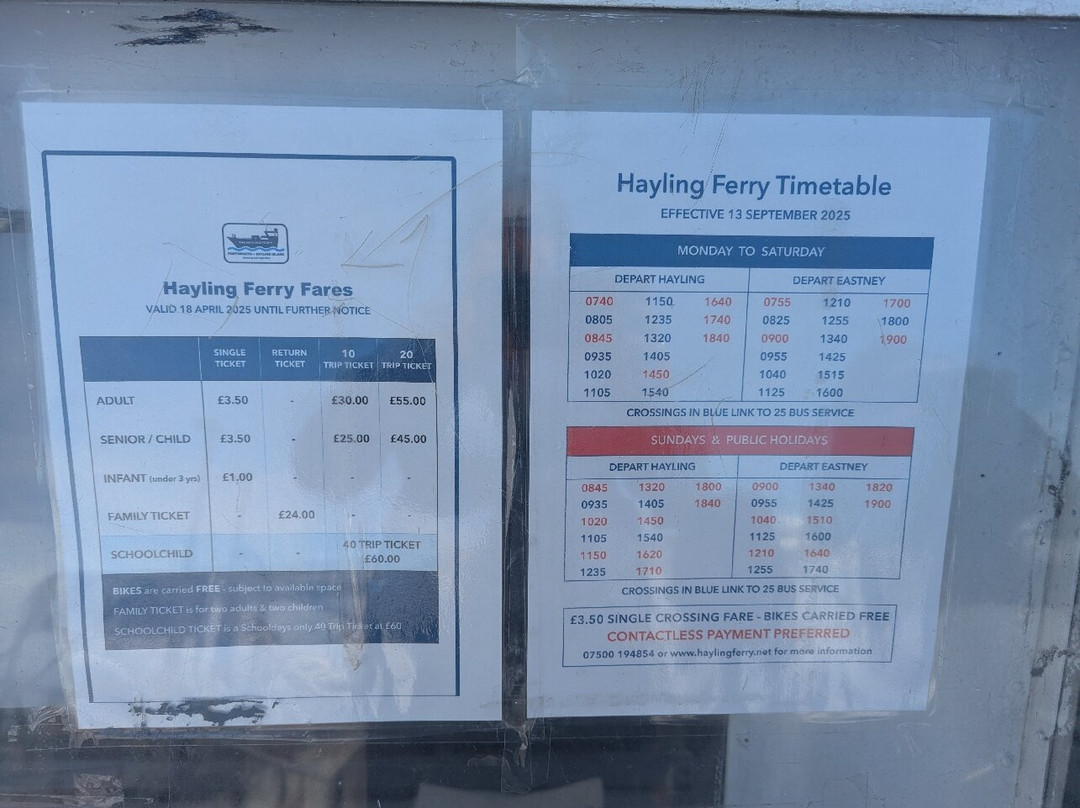 PORTSMOUTH - HAYLING ISLAND
Hayling Ferry Fares
VALID 18 APRIL 2025 UNTIL FURTHER NOTICE
SINGLE TICKET RETURN TICKET 10 TRIP TICKET 20 TRIP TICKET
ADULT £3.50 - £30.00 £55.00
SENIOR / CHILD £3.50 - £25.00 £45.00
INFANT (under 3 yrs) £1.00 - - -
FAMILY TICKET - £24.00 - -
SCHOOLCHILD - - 40 TRIP TICKET £60.00
BIKES are carried FREE - subject to available space
FAMILY TICKET is for two adults & two children
SCHOOLCHILD TICKET is a Schooldays only 40 Trip Ticket at £60
Hayling Ferry Timetable
EFFECTIVE 13 SEPTEMBER 2025
MONDAY TO SATURDAY
DEPART HAYLING DEPART EASTNEY
0740 1150 1640 0755 1210 1700
0805 1235 1740 0825 1255 1800
0845 1320 1840 0900 1340 1900
0935 1405 0955 1425
1020 1450 1040 1515
1105 1540 1125 1600
CROSSINGS IN BLUE LINK TO 25 BUS SERVICE
SUNDAYS & PUBLIC HOLIDAYS
DEPART HAYLING DEPART EASTNEY
0845 1320 1800 0900 1340 1820
0935 1405 1840 0955 1425 1900
1020 1450 1040 1510
1105 1540 1125 1600
1150 1620 1210 1640
1235 1710 1255 1740
CROSSINGS IN BLUE LINK TO 25 BUS SERVICE
£3.50 SINGLE CROSSING FARE - BIKES CARRIED FREE
CONTACTLESS PAYMENT PREFERRED
07500 194854 or www.haylingferry.net for more information